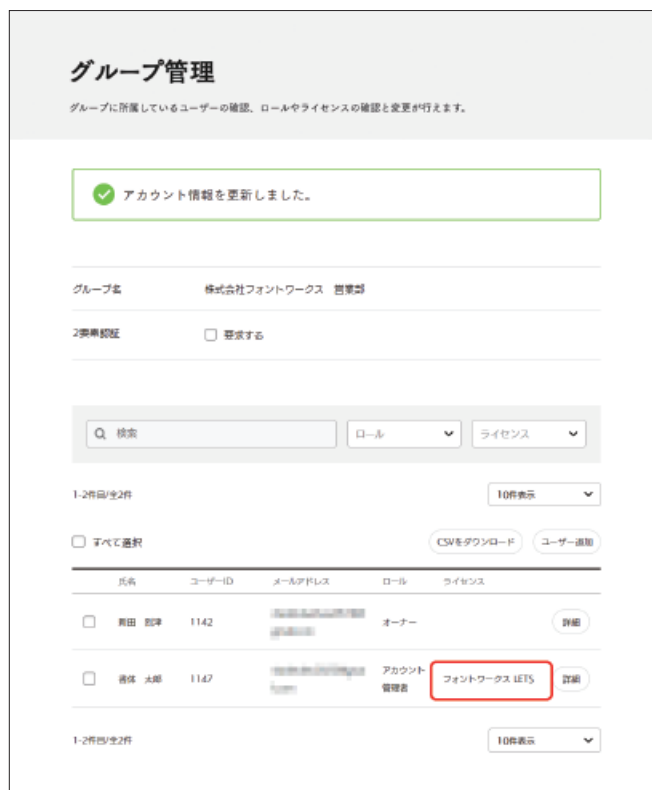 グループ管理
グループに所属しているユーザーの確認、ロールやライセンスの確認と変更が行えます。
アカウント情報を更新しました。
グループ名 株式会社フォントワークス 営業部
2要素認証 要求する
検索 ロール ライセンス
1-2件目/全2件 10件表示
すべて選択 CSVをダウンロード ユーザー追加
氏名 ユーザーID メールアドレス ロール ライセンス
1142 オーナー 詳細
書体 太郎 1147 アカウント
管理者 フォントワークス LETS 詳細
1-2件目/全2件 10件表示